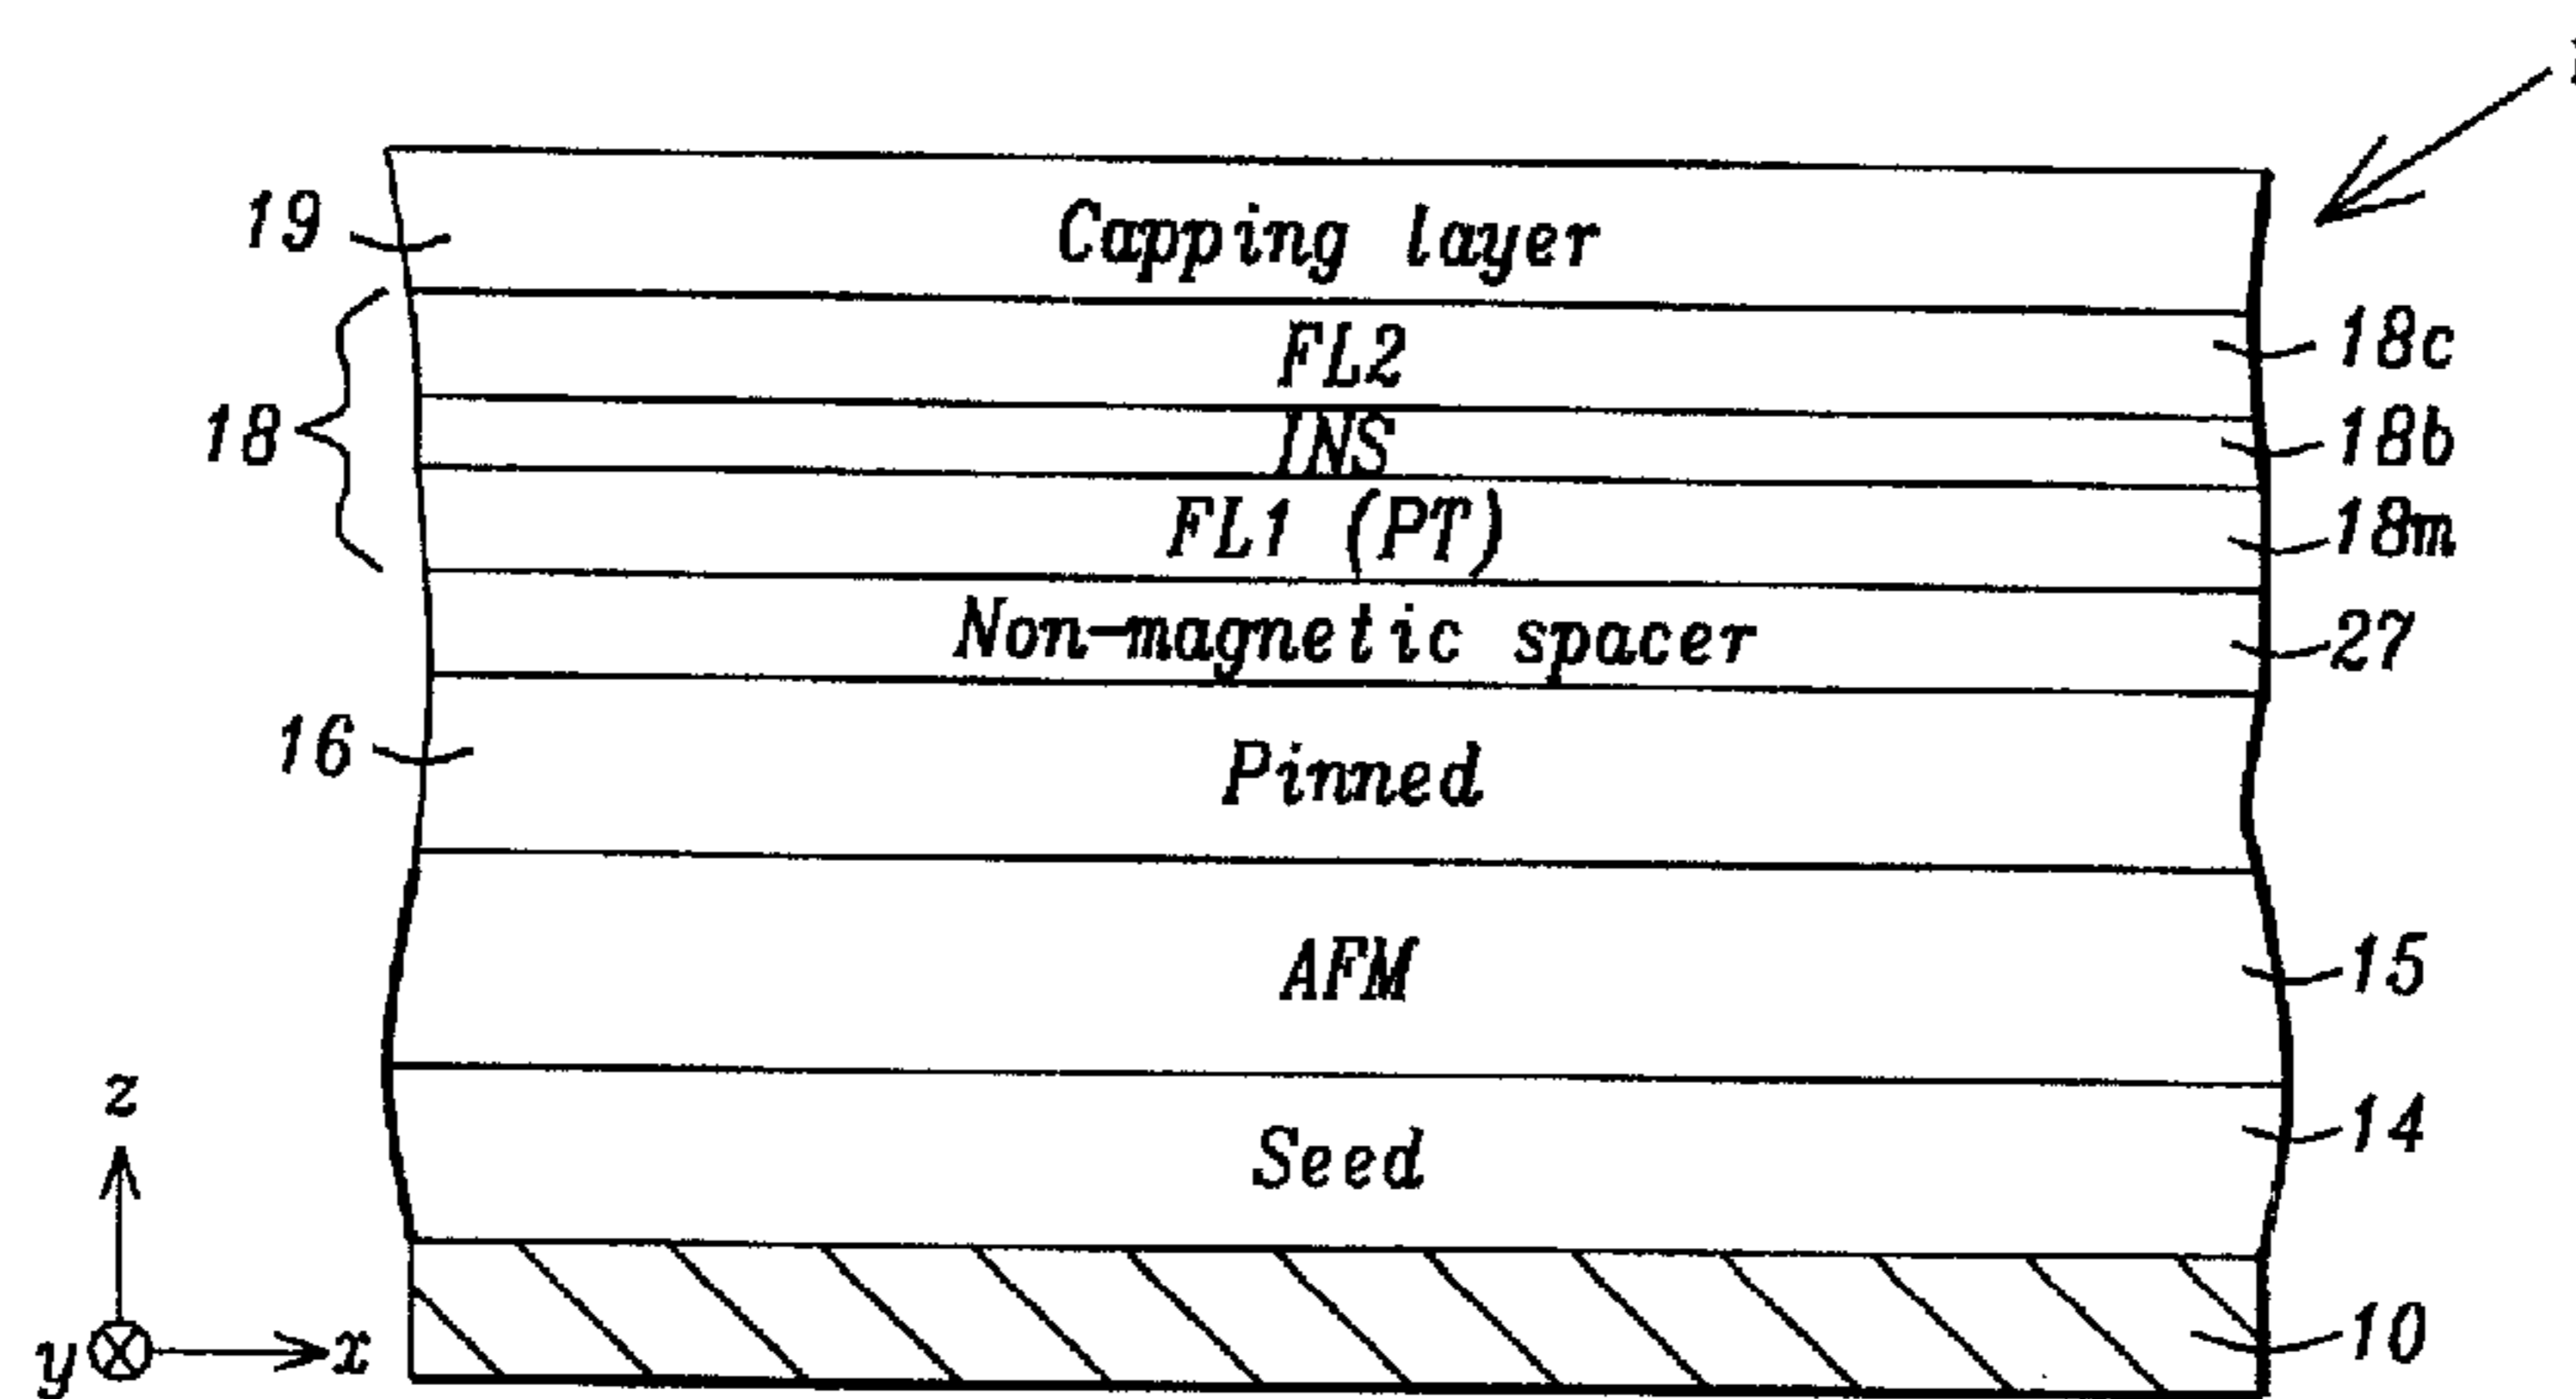 19 Capping layer
FL2 18c
18 INS 18b
FL1 (PT) 18m
Non-magnetic spacer 27
16 Pinned
AFM 15
z
Seed 14
y x 10